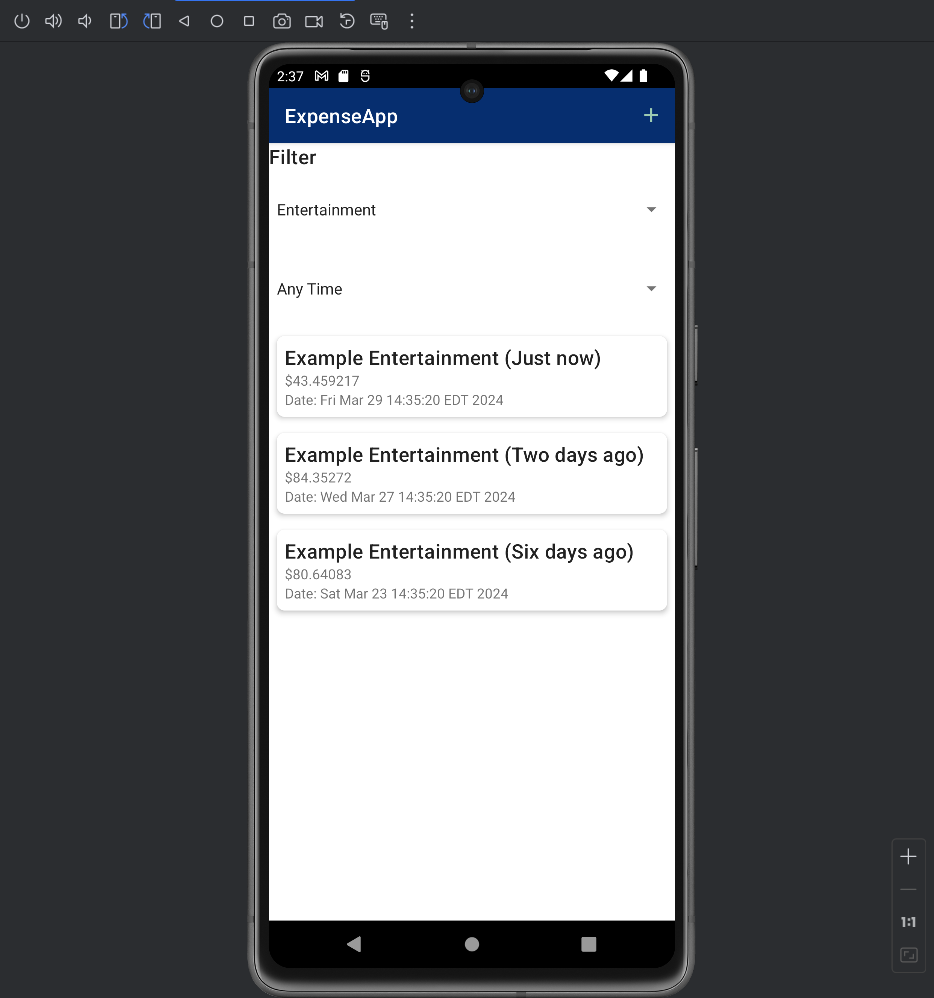 2:37
ExpenseApp
+
Filter
Entertainment
Any Time
Example Entertainment (Just now)
$43.459217
Date: Fri Mar 29 14:35:20 EDT 2024
Example Entertainment (Two days ago)
$84.35272
Date: Wed Mar 27 14:35:20 EDT 2024
Example Entertainment (Six days ago)
$80.64083
Date: Sat Mar 23 14:35:20 EDT 2024
1:1